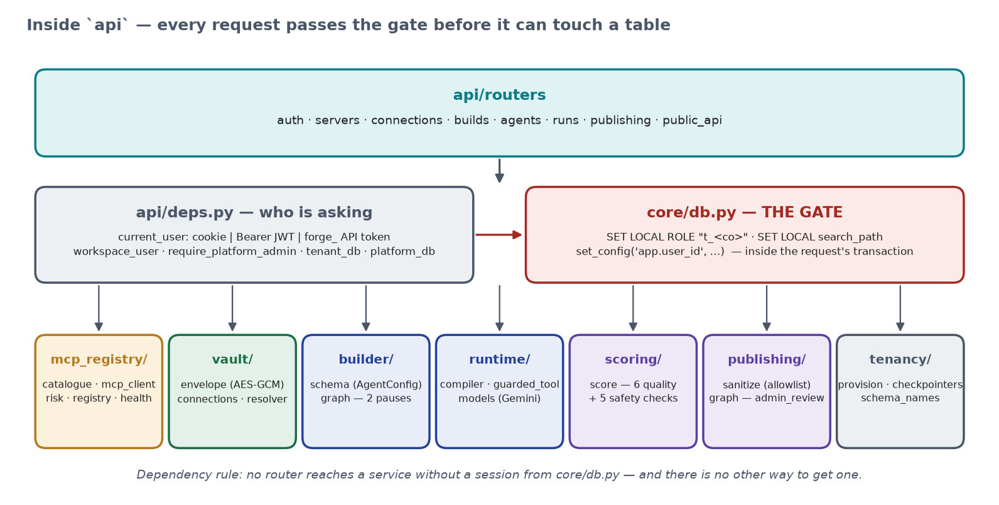 Inside `api` — every request passes the gate before it can touch a table
api/routers
auth · servers · connections · builds · agents · runs · publishing · public_api
api/deps.py — who is asking
current_user: cookie | Bearer JWT | forge_ API token
workspace_user · require_platform_admin · tenant_db · platform_db
core/db.py — THE GATE
SET LOCAL ROLE "t_<co>" · SET LOCAL search_path
set_config('app.user_id', ...)  — inside the request's transaction
mcp_registry/
catalogue · mcp_client
risk · registry · health
vault/
envelope (AES-GCM)
connections · resolver
builder/
schema (AgentConfig)
graph — 2 pauses
runtime/
compiler · guarded_tool
models (Gemini)
scoring/
score — 6 quality
+ 5 safety checks
publishing/
sanitize (allowlist)
graph — admin_review
tenancy/
provision · checkpointers
schema_names
Dependency rule: no router reaches a service without a session from core/db.py — and there is no other way to get one.